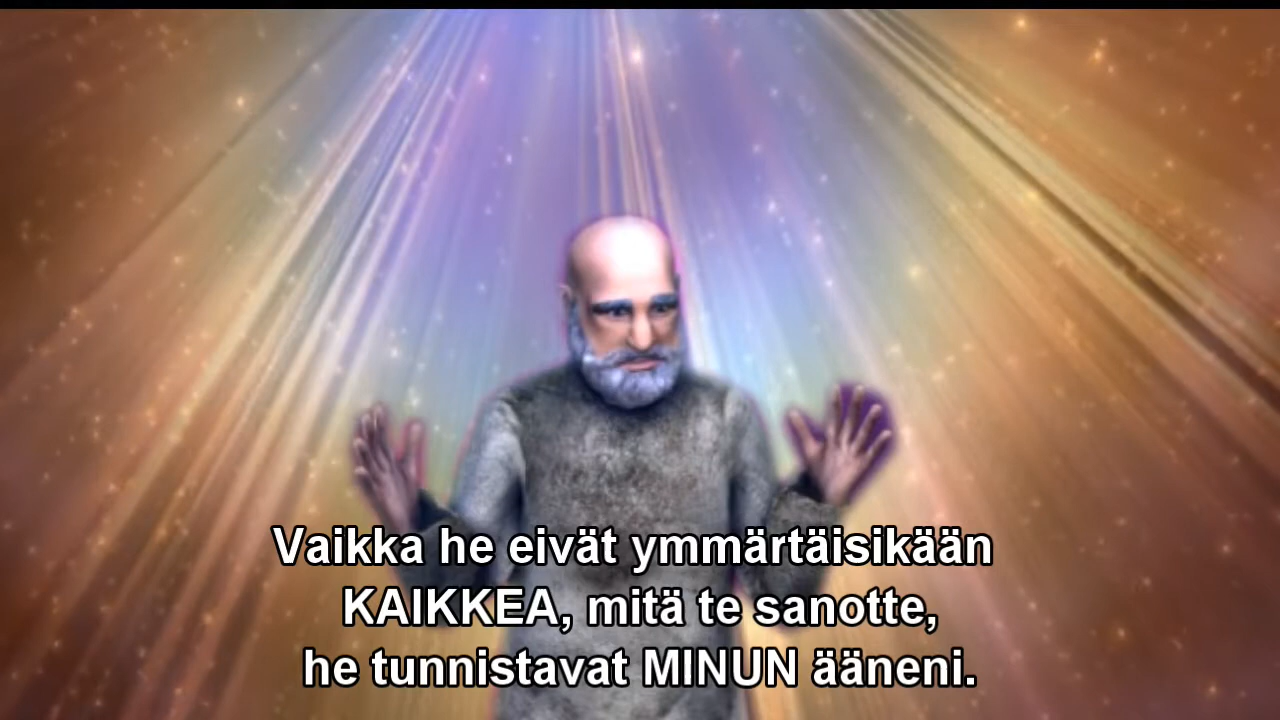 Vaikka he eivät ymmärtäisikään
KAIKKEA, mitä te sanotte,
he tunnistavat MINUN ääneni.